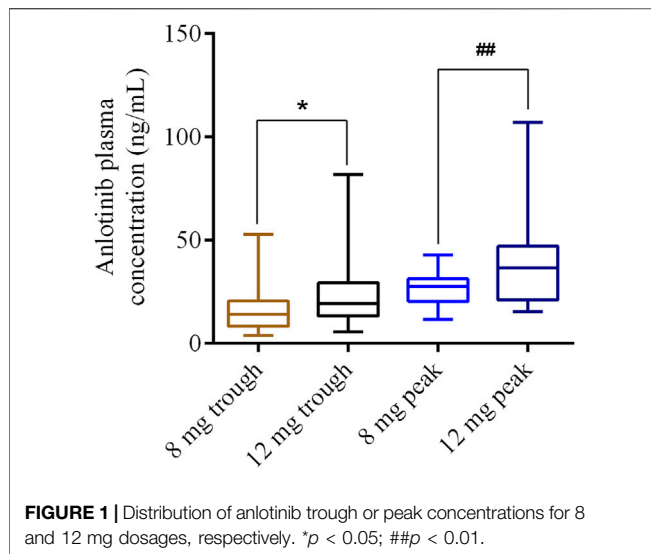 150
##
*
100
Anlotinib plasma
concentration (ng/mL)
50
0
8 mg trough
12 mg trough
8 mg peak
12 mg peak
FIGURE 1 | Distribution of anlotinib trough or peak concentrations for 8
and 12 mg dosages, respectively. *p < 0.05; ##p < 0.01.